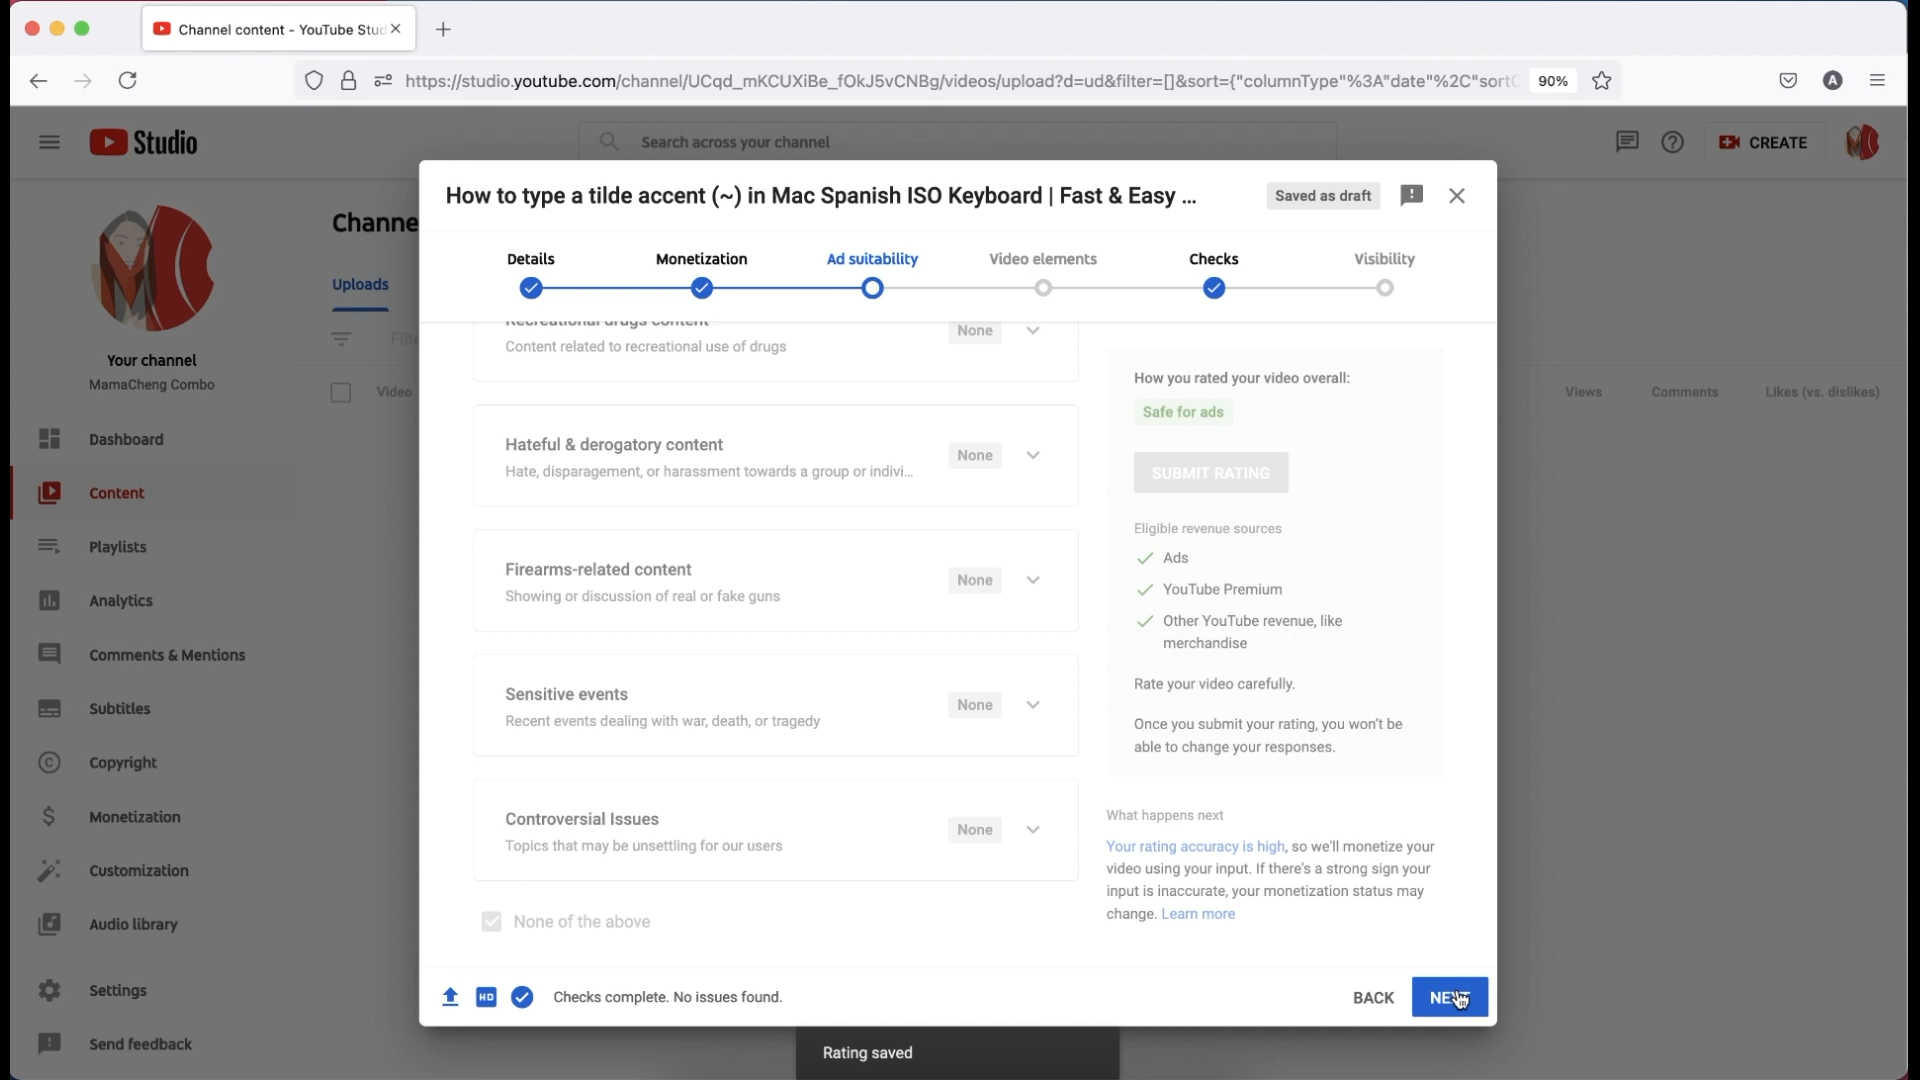 Channel content - YouTube Stud
https://studio.youtube.com/channel/UCqd_mKCUXiBe_fOkJ5vCNBg/videos/upload?d=ud&filter=[]&sort={"columnType"%3A"date"%2C"sortO
90%
A
Studio
Search across your channel
CREATE
Your channel
MamaCheng Combo
Dashboard
Content
Playlists
Analytics
Comments & Mentions
Subtitles
Copyright
Monetization
Customization
Audio library
Settings
Send feedback
Channe
Uploads
Filte
Video
Views
Comments
Likes (vs. dislikes)
How to type a tilde accent (~) in Mac Spanish ISO Keyboard | Fast & Easy ...
Saved as draft
Details
Monetization
Ad suitability
Video elements
Checks
Visibility
Recreational drugs content
None
Content related to recreational use of drugs
Hateful & derogatory content
None
Hate, disparagement, or harassment towards a group or indivi...
Firearms-related content
None
Showing or discussion of real or fake guns
Sensitive events
None
Recent events dealing with war, death, or tragedy
Controversial Issues
None
Topics that may be unsettling for our users
None of the above
How you rated your video overall:
Safe for ads
SUBMIT RATING
Eligible revenue sources
Ads
YouTube Premium
Other YouTube revenue, like
merchandise
Rate your video carefully.
Once you submit your rating, you won't be
able to change your responses.
What happens next
Your rating accuracy is high, so we'll monetize your
video using your input. If there's a strong sign your
input is inaccurate, your monetization status may
change. Learn more
HD
Checks complete. No issues found.
BACK
NEXT
Rating saved